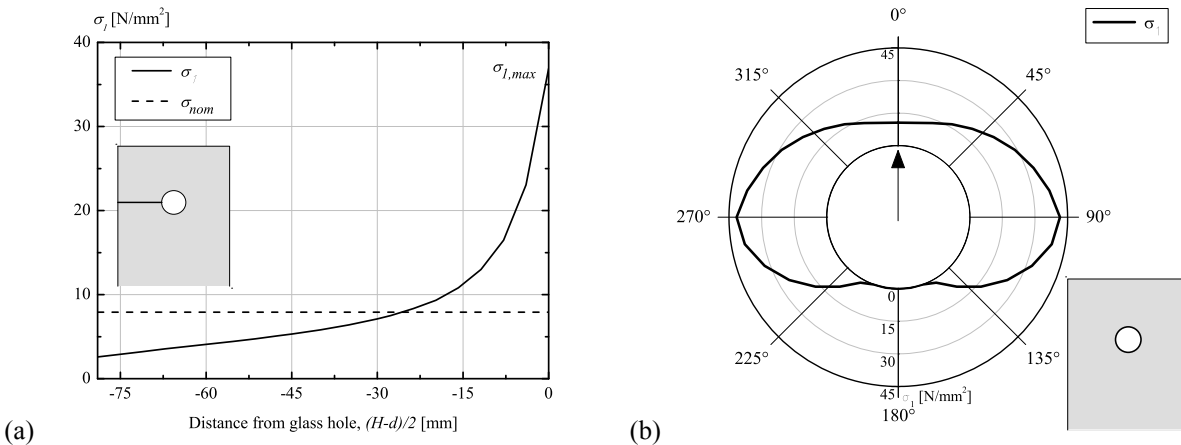 σ1 [N/mm²]
40
30
20
10
0
σ1
σnom
σ1,max
-75
-60
-45
-30
-15
0
Distance from glass hole, (H-d)/2 [mm]
(a)
σ1
0°
45°
90°
135°
180°
225°
270°
315°
45
0
15
30
45
σ1 [N/mm²]
(b)